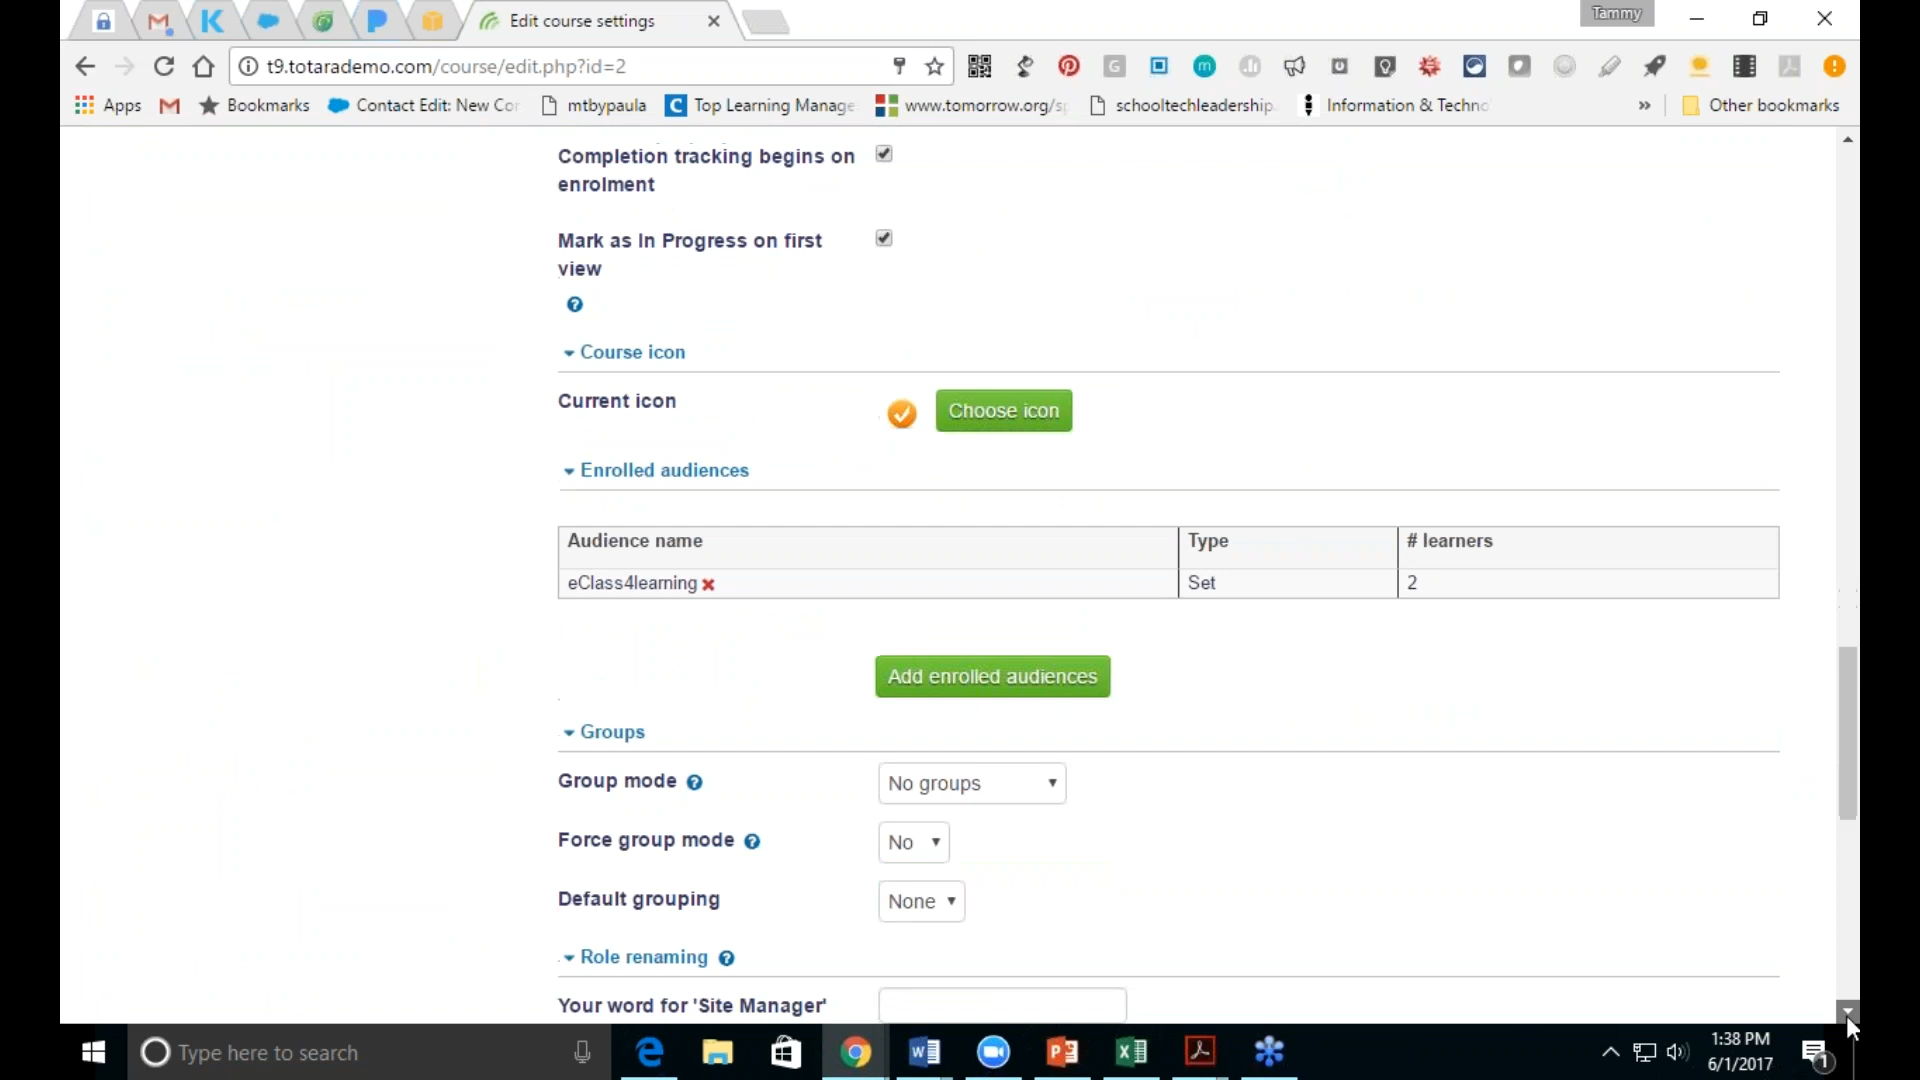 Edit course settings
Tammy
t9.totarademo.com/course/edit.php?id=2
Apps
Bookmarks
Contact Edit: New Cor
mtbypaula
Top Learning Manage
www.tomorrow.org/sp
schooltechleadership.
Information & Techno
»
Other bookmarks
Completion tracking begins on
enrolment
Mark as In Progress on first
view
Course icon
Current icon
Choose icon
Enrolled audiences
Audience name
Type
# learners
eClass4learning
Set
2
Add enrolled audiences
Groups
Group mode
No groups
Force group mode
No
Default grouping
None
Role renaming
Your word for 'Site Manager'
Type here to search
1:38 PM
6/1/2017
1